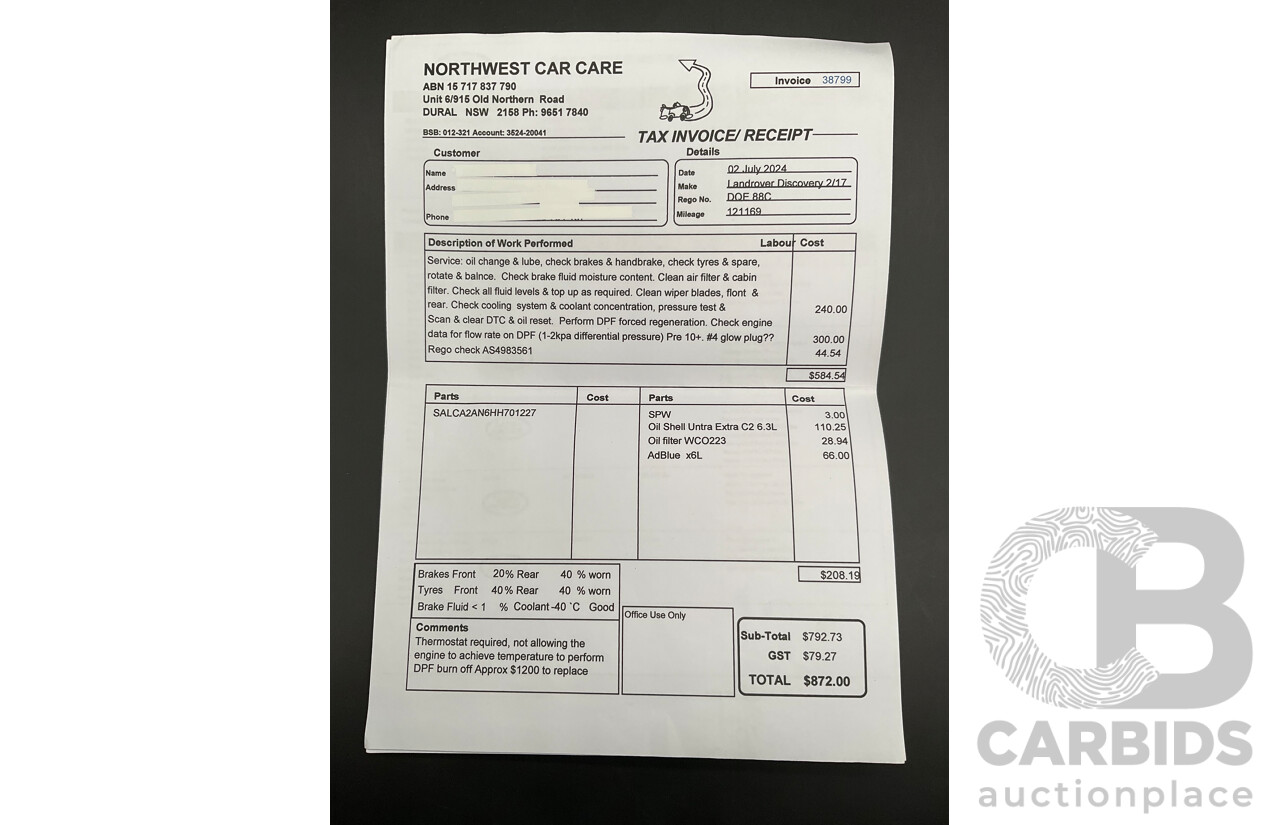 NORTHWEST CAR CARE
ABN 15 717 837 790
Unit 6/915 Old Northern Road
DURAL NSW 2158 Ph: 9651 7840
Invoice 38799
BSB: 012-321 Account: 3524-20041
TAX INVOICE/ RECEIPT
Customer
Name
Address
Phone
Details
Date 02 July 2024
Make Landrover Discovery 2/17
Rego No. DQE 88C
Mileage 121169
Description of Work Performed Labour Cost
Service: oil change & lube, check brakes & handbrake, check tyres & spare,
rotate & balnce. Check brake fluid moisture content. Clean air filter & cabin
filter. Check all fluid levels & top up as required. Clean wiper blades, flont &
rear. Check cooling system & coolant concentration, pressure test & 240.00
Scan & clear DTC & oil reset. Perform DPF forced regeneration. Check engine
data for flow rate on DPF (1-2kpa differential pressure) Pre 10+. #4 glow plug?? 300.00
Rego check AS4983561 44.54
$584.54
Parts Cost Parts Cost
SALCA2AN6HH701227 SPW 3.00
Oil Shell Untra Extra C2 6.3L 110.25
Oil filter WCO223 28.94
AdBlue x6L 66.00
$208.19
Brakes Front 20% Rear 40 % worn
Tyres Front 40% Rear 40 % worn
Brake Fluid < 1 % Coolant -40 °C Good
Comments
Thermostat required, not allowing the
engine to achieve temperature to perform
DPF burn off Approx $1200 to replace
Office Use Only
Sub-Total $792.73
GST $79.27
TOTAL $872.00
CB
CARBIDS
auctionplace